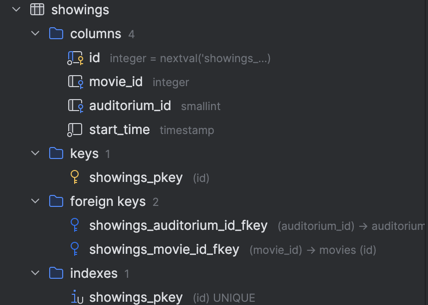 showings
columns 4
id integer = nextval('showings_...)
movie_id integer
auditorium_id smallint
start_time timestamp
keys 1
showings_pkey (id)
foreign keys 2
showings_auditorium_id_fkey (auditorium_id) → auditorium
showings_movie_id_fkey (movie_id) → movies (id)
indexes 1
showings_pkey (id) UNIQUE